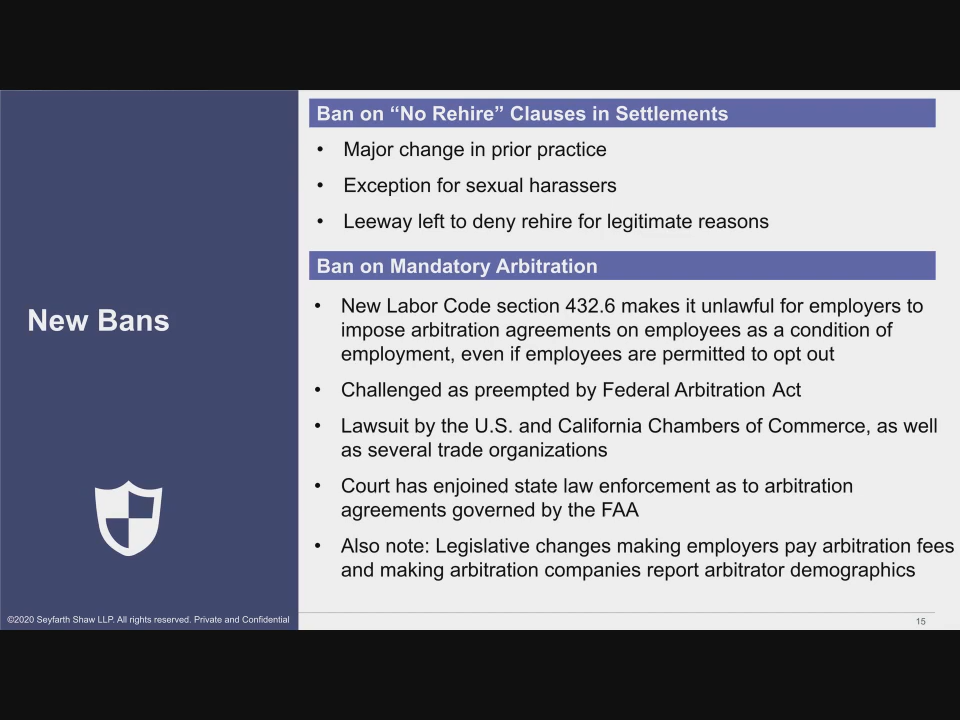 Ban on “No Rehire” Clauses in Settlements
• Major change in prior practice
• Exception for sexual harassers
• Leeway left to deny rehire for legitimate reasons
Ban on Mandatory Arbitration
New Bans
• New Labor Code section 432.6 makes it unlawful for employers to
impose arbitration agreements on employees as a condition of
employment, even if employees are permitted to opt out
• Challenged as preempted by Federal Arbitration Act
• Lawsuit by the U.S. and California Chambers of Commerce, as well
as several trade organizations
• Court has enjoined state law enforcement as to arbitration
agreements governed by the FAA
• Also note: Legislative changes making employers pay arbitration fees
and making arbitration companies report arbitrator demographics
©2020 Seyfarth Shaw LLP. All rights reserved. Private and Confidential
15